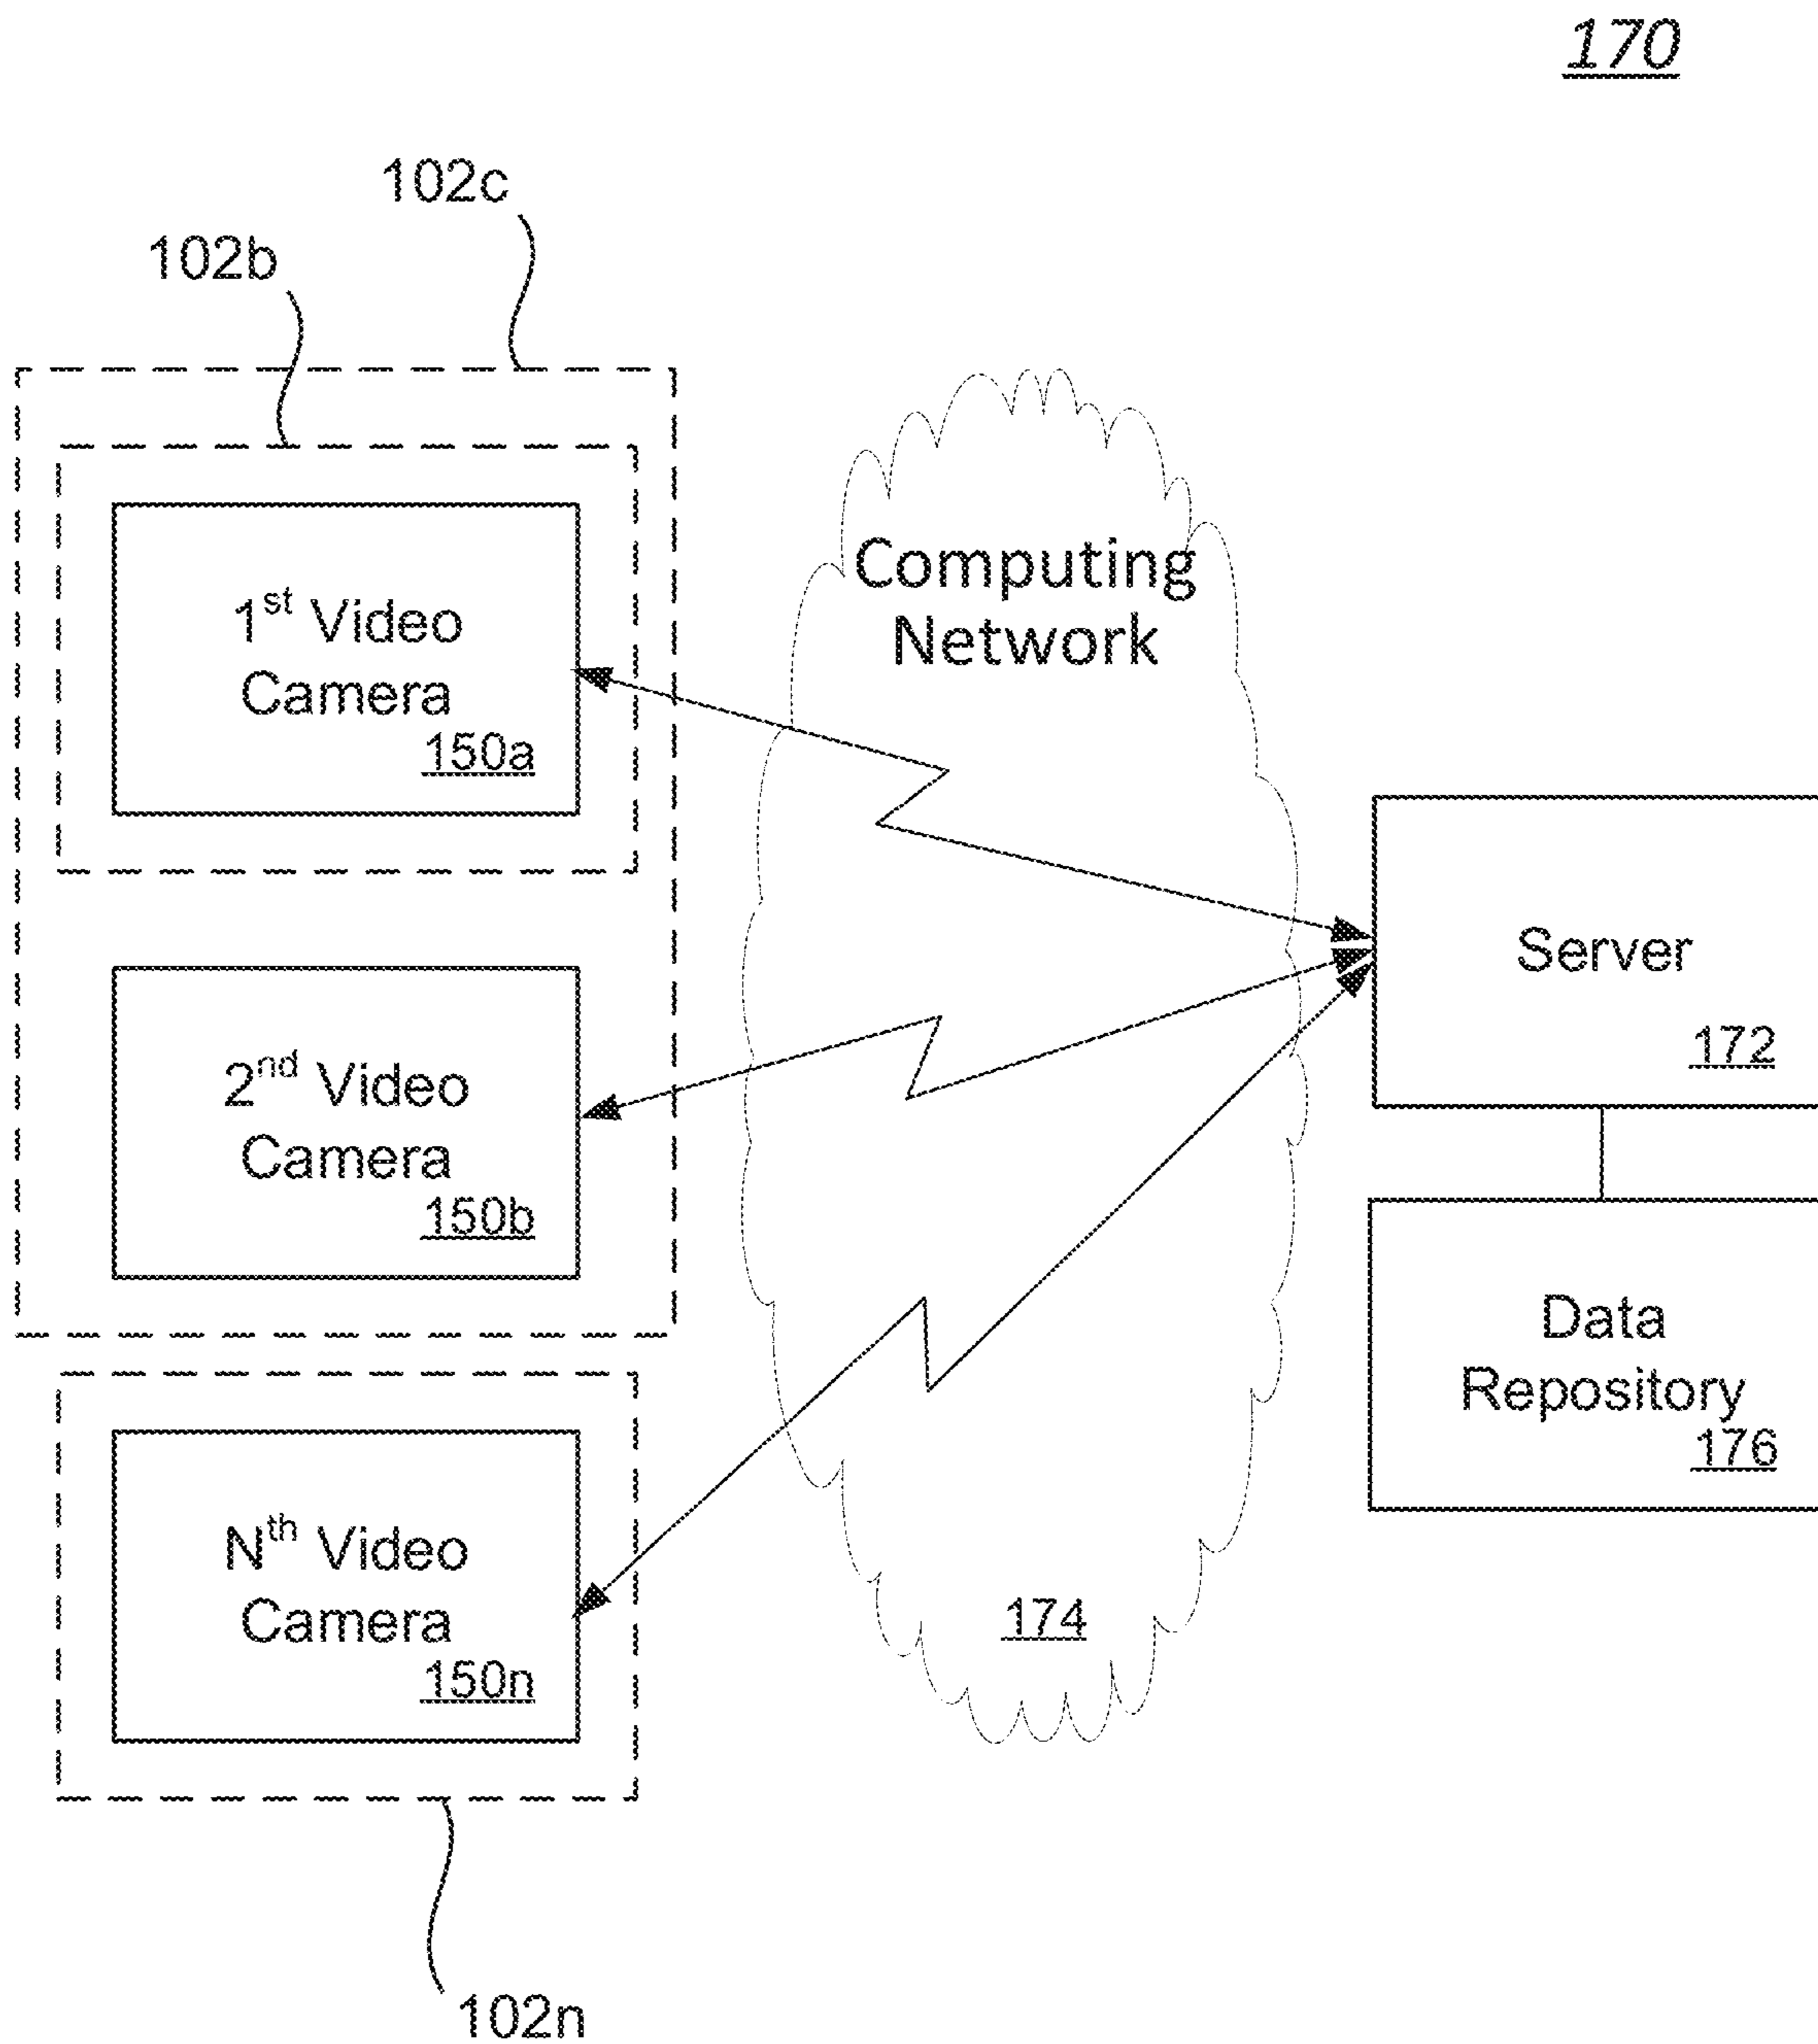 170
102c
102b
1st Video
Camera
150a
Computing
Network
Server
172
2nd Video
Camera
150b
Data
Repository
176
Nth Video
Camera
150n
174
102n